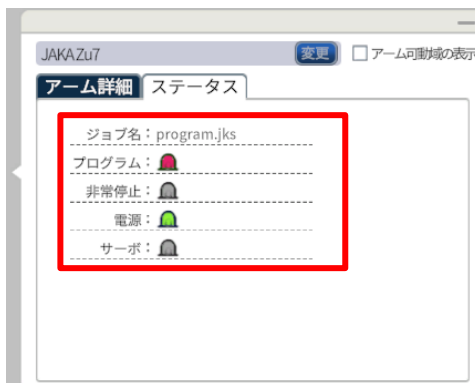 JAKA Zu7 変更 アーム可動域の表示
アーム詳細 ステータス
ジョブ名：program.jks
プログラム：
非常停止：
電源：
サーボ：